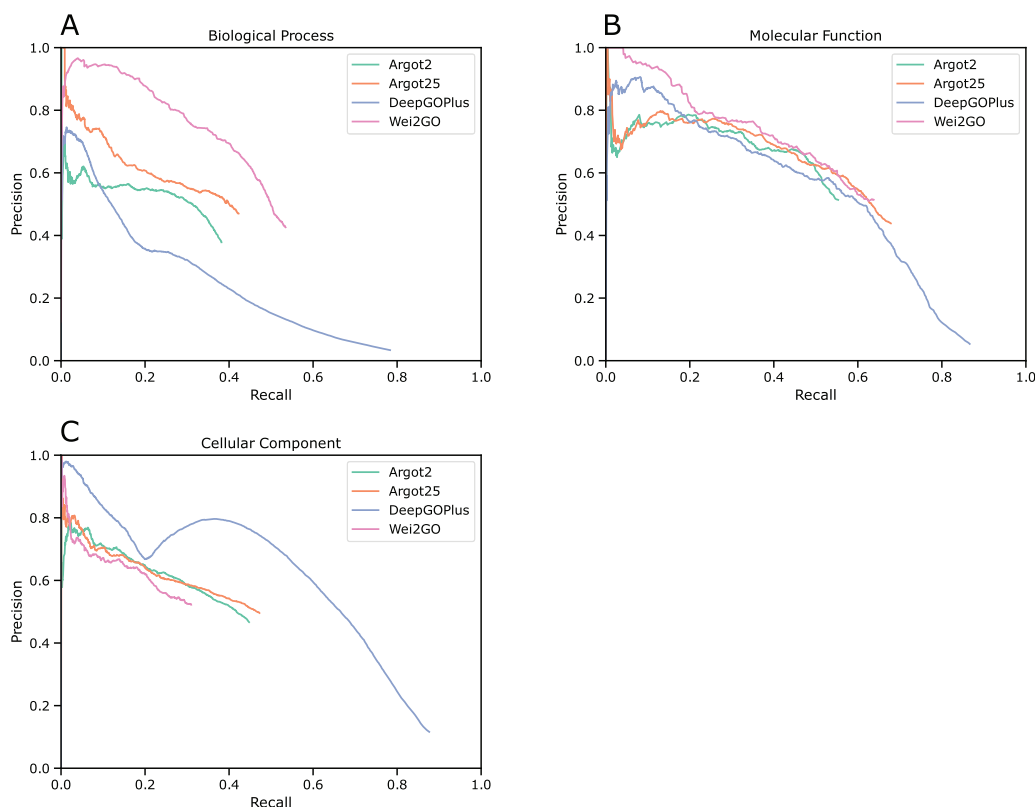 A
Biological Process
1.0
0.8
0.6
0.4
0.2
0.0
Precision
0.0 0.2 0.4 0.6 0.8 1.0
Recall
Argot2
Argot25
DeepGOPlus
Wei2GO
B
Molecular Function
1.0
0.8
0.6
0.4
0.2
0.0
Precision
0.0 0.2 0.4 0.6 0.8 1.0
Recall
Argot2
Argot25
DeepGOPlus
Wei2GO
C
Cellular Component
1.0
0.8
0.6
0.4
0.2
0.0
Precision
0.0 0.2 0.4 0.6 0.8 1.0
Recall
Argot2
Argot25
DeepGOPlus
Wei2GO